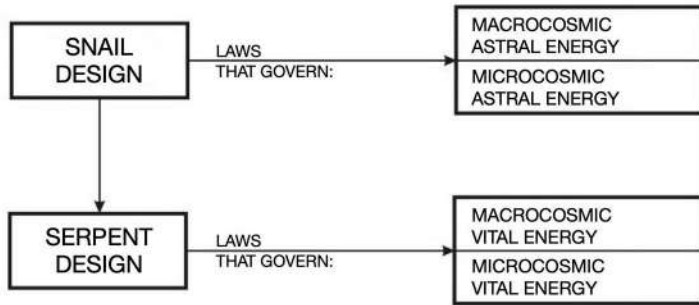 SNAIL
DESIGN
LAWS
THAT GOVERN:
MACROCOSMIC
ASTRAL ENERGY
MICROCOSMIC
ASTRAL ENERGY
SERPENT
DESIGN
LAWS
THAT GOVERN:
MACROCOSMIC
VITAL ENERGY
MICROCOSMIC
VITAL ENERGY